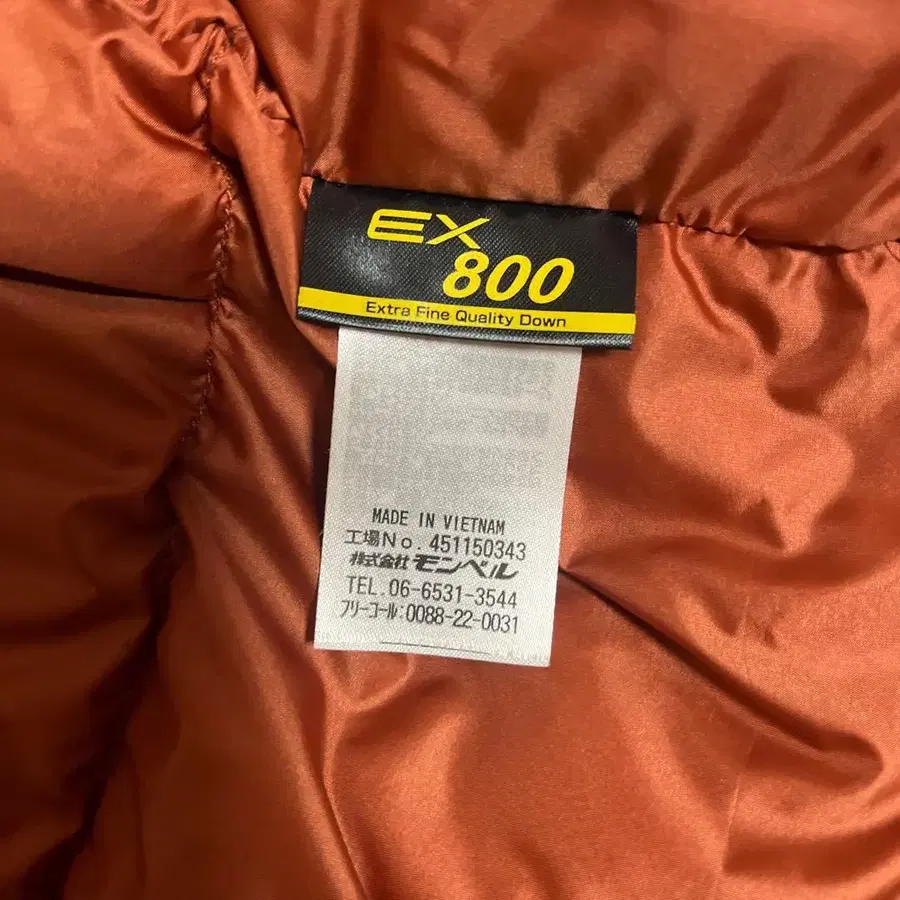 EX
800
Extra Fine Quality Down
MADE IN VIETNAM
工場No. 451150343
株式会社 モンベル
TEL.06-6531-3544
フリーコール:0088-22-0031